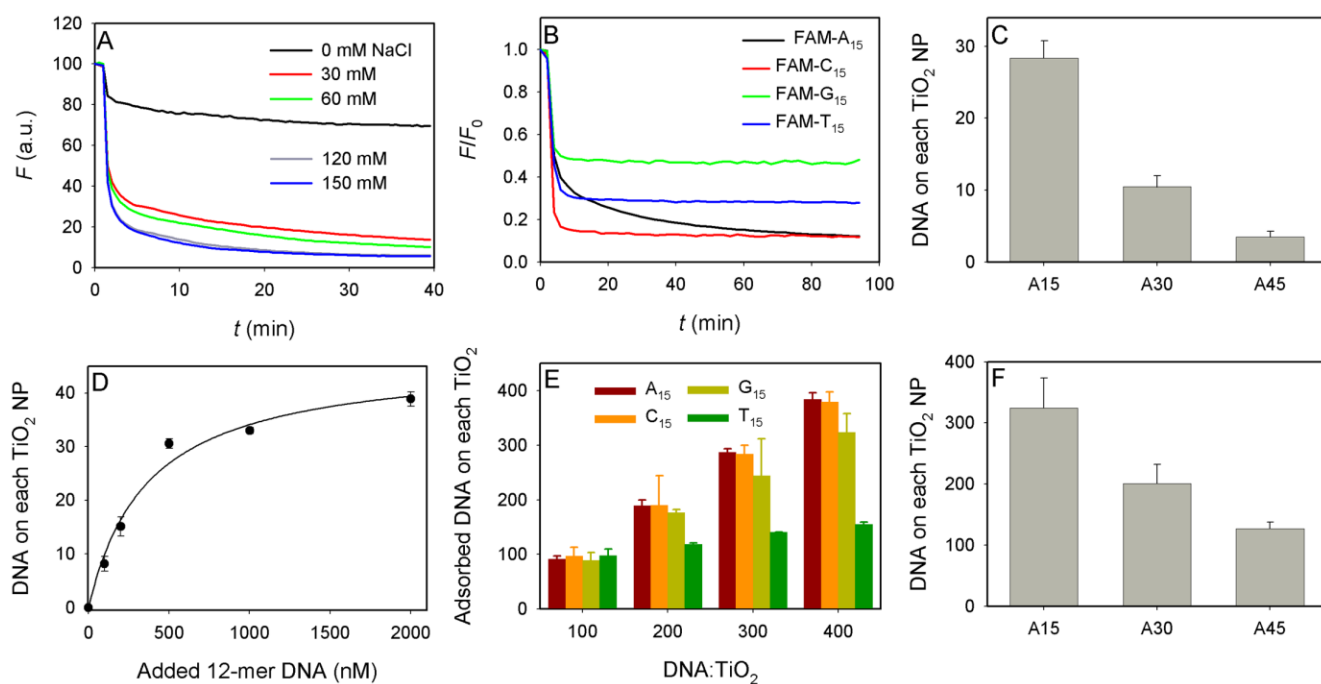 A
F (a.u.)
120
100
80
60
40
20
0
0 mM NaCl
30 mM
60 mM
120 mM
150 mM
0 10 20 30 40
t (min)
B
F/F₀
1.0
0.8
0.6
0.4
0.2
0.0
FAM-A₁₅
FAM-C₁₅
FAM-G₁₅
FAM-T₁₅
0 20 40 60 80 100
t (min)
C
DNA on each TiO₂ NP
30
20
10
0
A15 A30 A45
D
DNA on each TiO₂ NP
40
30
20
10
0
0 500 1000 1500 2000
Added 12-mer DNA (nM)
E
Adsorbed DNA on each TiO₂
400
300
200
100
0
A₁₅ G₁₅
C₁₅ T₁₅
100 200 300 400
DNA:TiO₂
F
DNA on each TiO₂ NP
400
300
200
100
0
A15 A30 A45